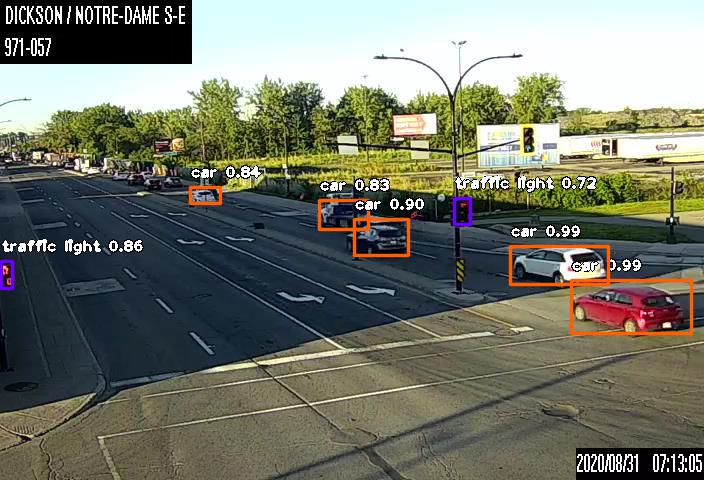 DICKSON / NOTRE-DAME S-E
971-057
car 0.84
car 0.83
traffic light 0.72
car 0.90
car 0.99
traffic light 0.86
0.99
2020/08/31 07:13:05